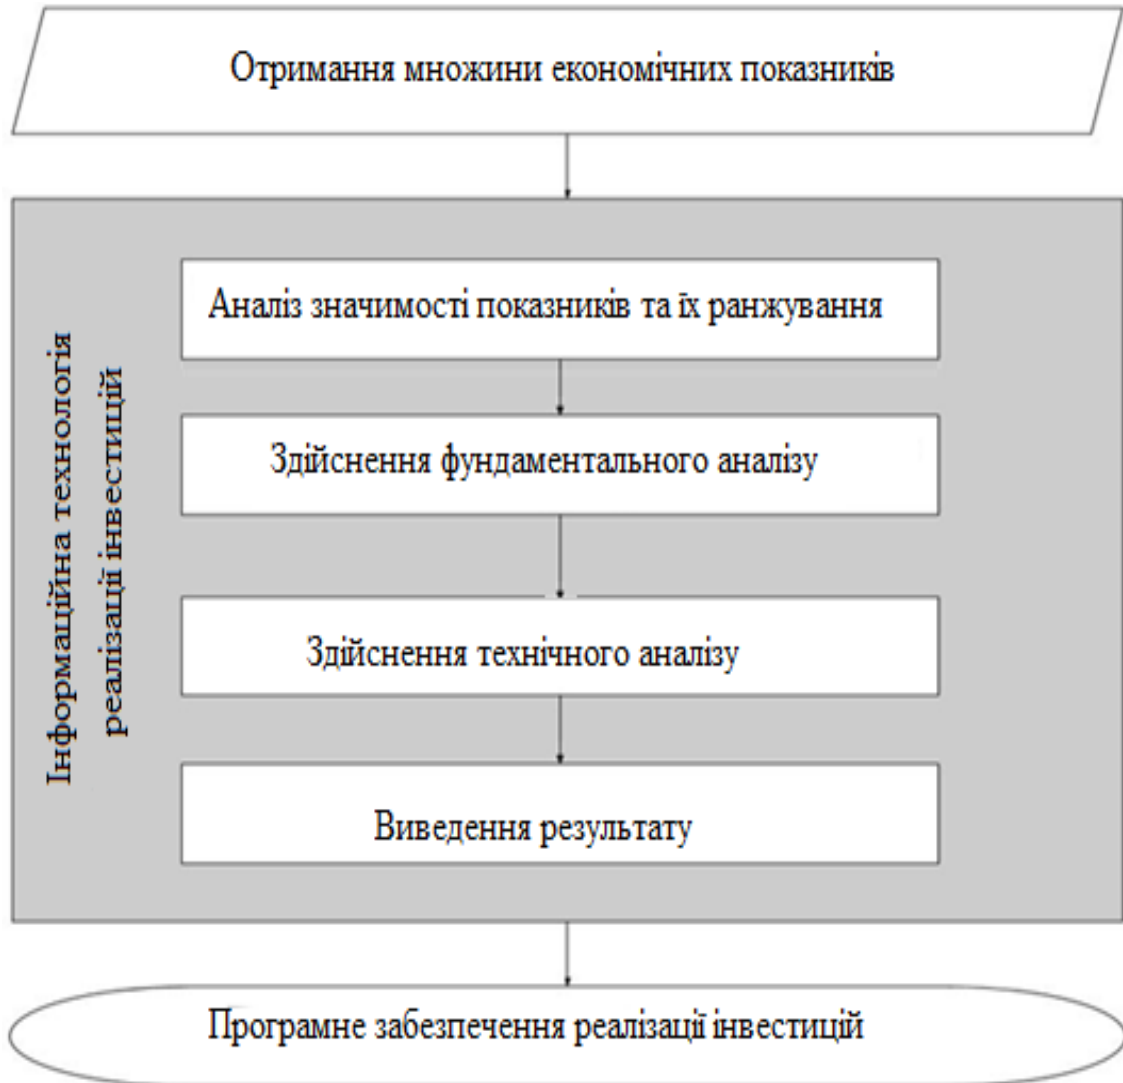 Отримання множини економічних показників
Інформаційна технологія
реалізації інвестицій
Аналіз значимості показників та їх ранжування
Здійснення фундаментального аналізу
Здійснення технічного аналізу
Виведення результату
Програмне забезпечення реалізації інвестицій